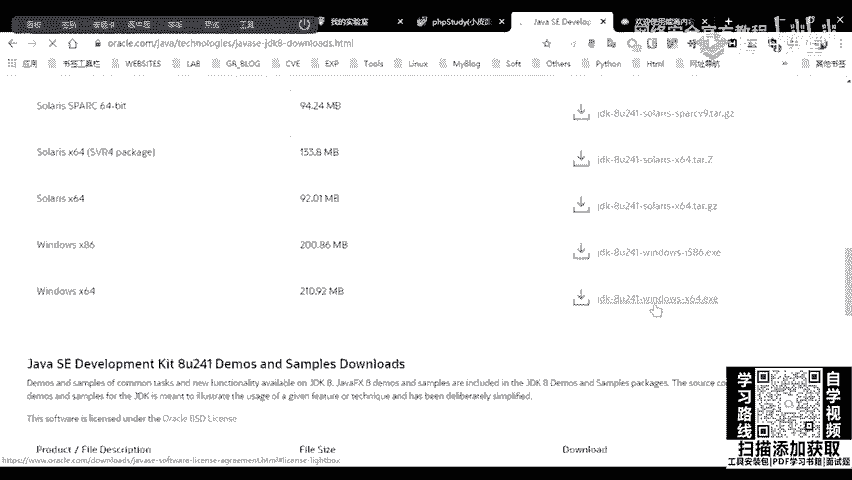 我的实验室
phpStudy(小皮面
Java SE Develop
网络安全官方教程
oracle.com/java/technologies/javase-jdk8-downloads.html
应用 书签工具栏 WEBSITES LAB GR_BLOG CVE EXP Tools Linux MyBlog Soft Others Python Html 网址导航 » 其他书签
Solaris SPARC 64-bit 94.24 MB jdk-8u241-solaris-sparcv9.tar.gz
Solaris x64 (SVR4 package) 133.8 MB jdk-8u241-solaris-x64.tar.Z
Solaris x64 92.01 MB jdk-8u241-solaris-x64.tar.gz
Windows x86 200.86 MB jdk-8u241-windows-i586.exe
Windows x64 210.92 MB jdk-8u241-windows-x64.exe
Java SE Development Kit 8u241 Demos and Samples Downloads
Demos and samples of common tasks and new functionality available on JDK 8. JavaFX 8 demos and samples are included in the JDK 8 Demos and Samples packages. The source co
demos and samples for the JDK is meant to illustrate the usage of a given feature or technique and has been deliberately simplified.
This software is licensed under the Oracle BSD License
Product / File Description File Size Download
https://www.oracle.com/downloads/javase-software-license-agreement.html#license-lightbox
学习路线
自学视频
扫描添加获取
工具安装包|PDF学习书籍|面试题